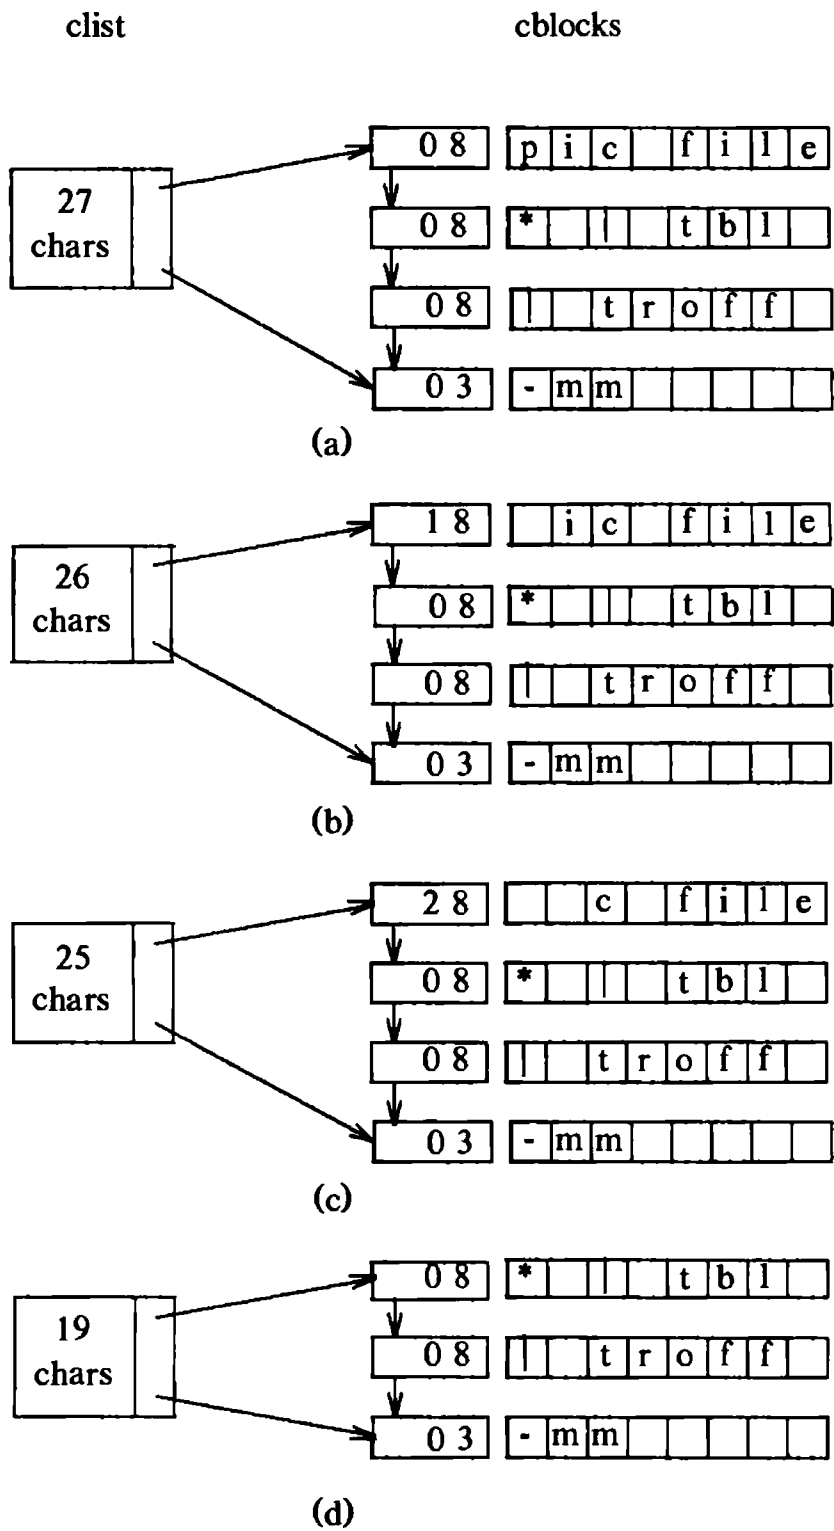 clist cblocks
0 8 p i c f i l e
27 0 8 * | t b l
chars 0 8 | t r o f f
0 3 - m m
(a)
1 8 i c f i l e
26 0 8 * | t b l
chars 0 8 | t r o f f
0 3 - m m
(b)
2 8 c f i l e
25 0 8 * | t b l
chars 0 8 | t r o f f
0 3 - m m
(c)
0 8 * | t b l
19 0 8 | t r o f f
chars 0 3 - m m
(d)